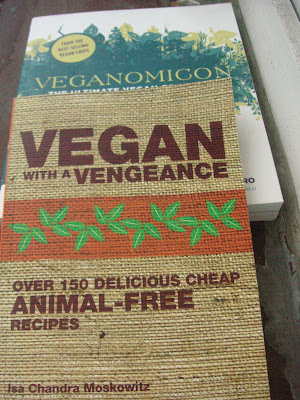 FROM THE
BEST-SELLING
VEGAN CHEFS
VEGANOMICON
THE ULTIMATE VEGAN
VEGAN
WITH A VENGEANCE
OVER 150 DELICIOUS CHEAP
ANIMAL-FREE
RECIPES
Isa Chandra Moskowitz